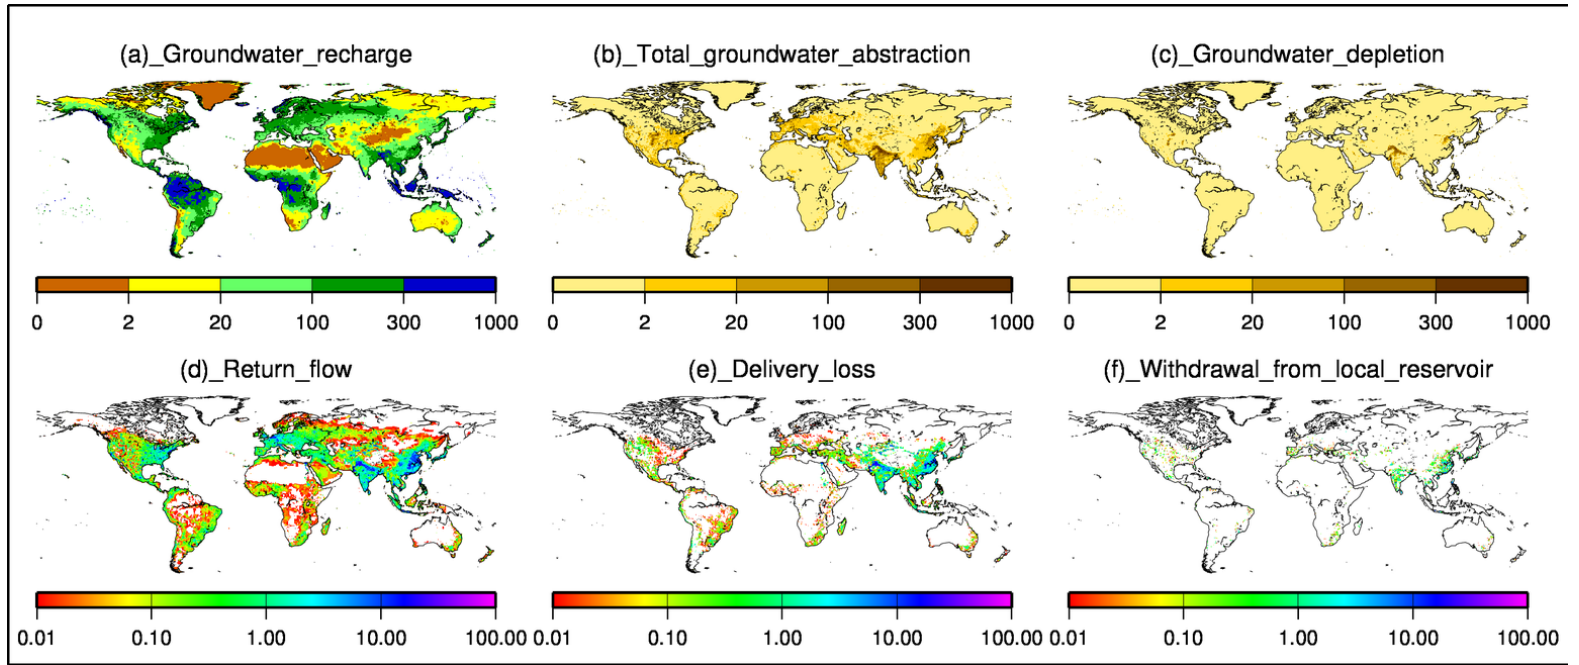 (a)_Groundwater_recharge
(b)_Total_groundwater_abstraction
(c)_Groundwater_depletion
0 2 20 100 300 1000
0 2 20 100 300 1000
0 2 20 100 300 1000
(d)_Return_flow
(e)_Delivery_loss
(f)_Withdrawal_from_local_reservoir
0.01 0.10 1.00 10.00 100.00
0.01 0.10 1.00 10.00 100.00
0.01 0.10 1.00 10.00 100.00